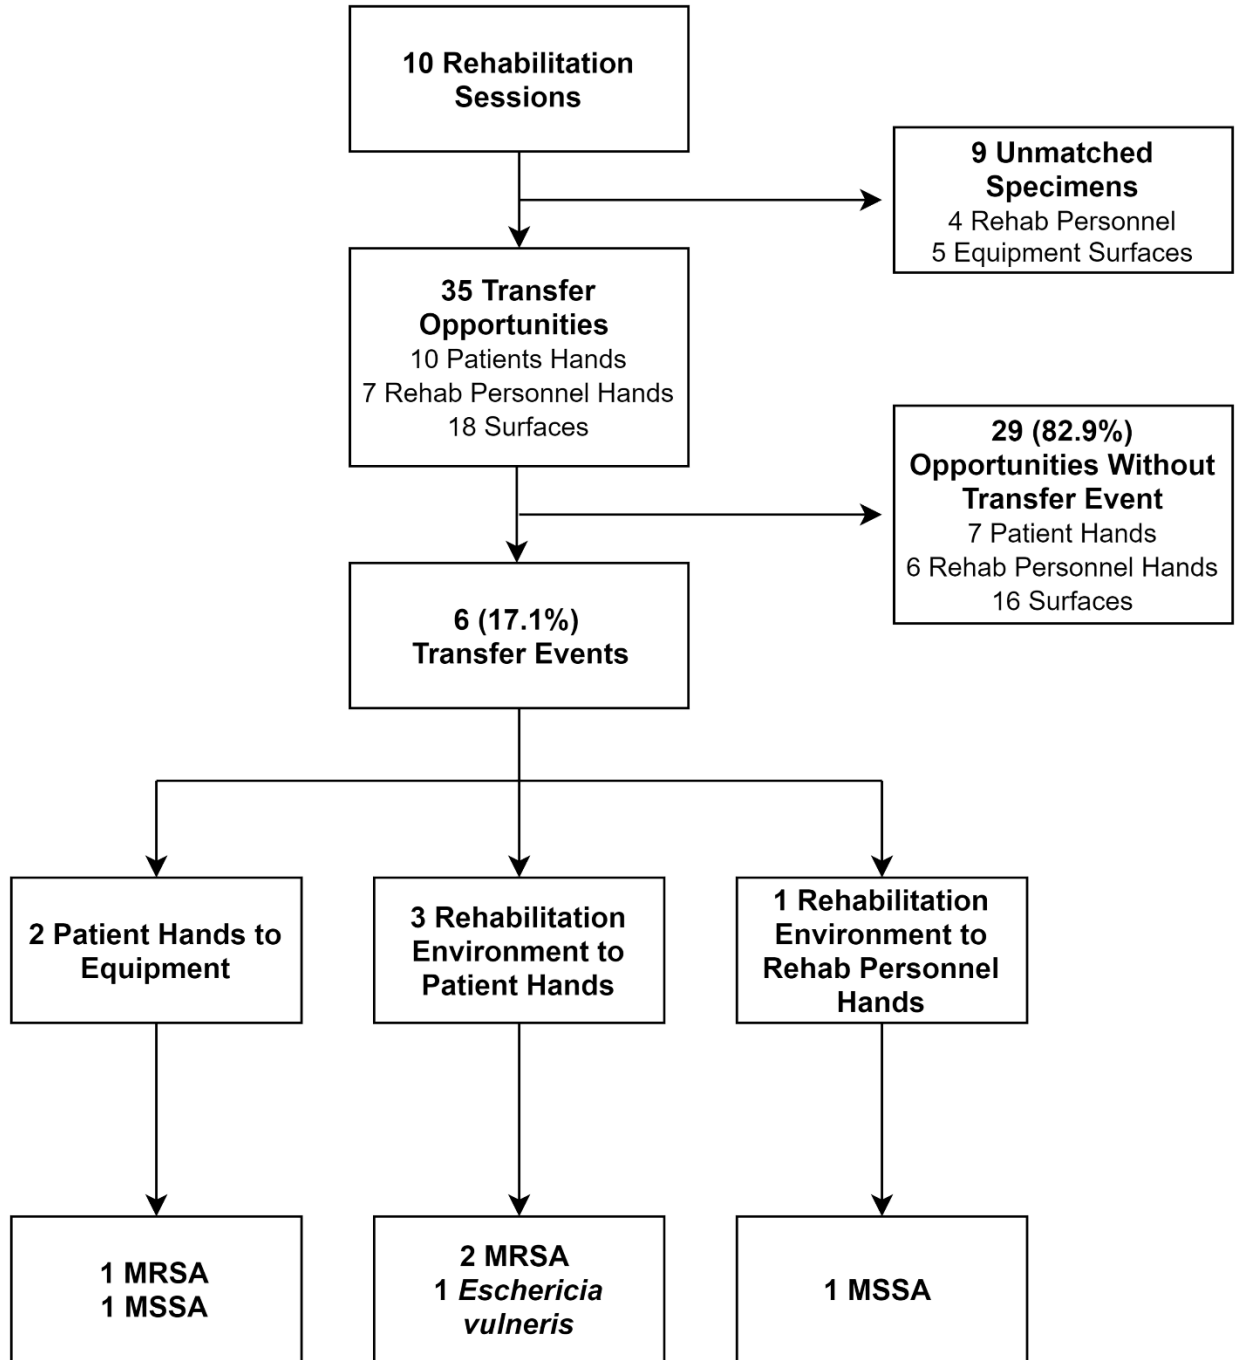 10 Rehabilitation
Sessions
9 Unmatched
Specimens
4 Rehab Personnel
5 Equipment Surfaces
35 Transfer
Opportunities
10 Patients Hands
7 Rehab Personnel Hands
18 Surfaces
29 (82.9%)
Opportunities Without
Transfer Event
7 Patient Hands
6 Rehab Personnel Hands
16 Surfaces
6 (17.1%)
Transfer Events
2 Patient Hands to
Equipment
3 Rehabilitation
Environment to
Patient Hands
1 Rehabilitation
Environment to
Rehab Personnel
Hands
1 MRSA
1 MSSA
2 MRSA
1 Eschericia
vulneris
1 MSSA